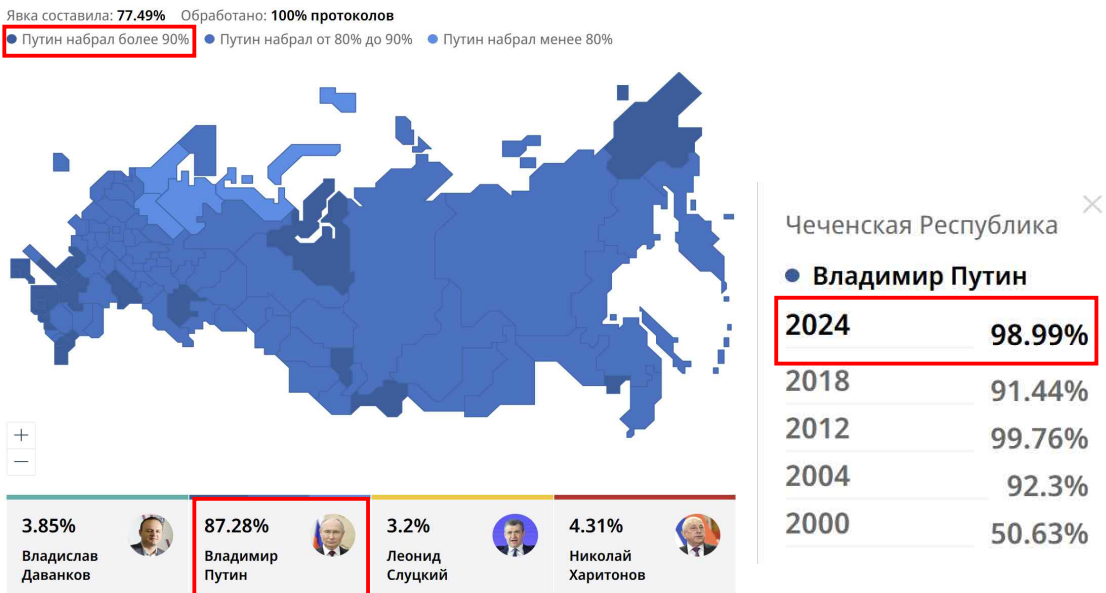 Явка составила: 77.49% Обработано: 100% протоколов
Путин набрал более 90% Путин набрал от 80% до 90% Путин набрал менее 80%
Чеченская Республика
Владимир Путин
2024 98.99%
2018 91.44%
2012 99.76%
2004 92.3%
2000 50.63%
+
−
3.85%
Владислав
Даванков
87.28%
Владимир
Путин
3.2%
Леонид
Слуцкий
4.31%
Николай
Харитонов